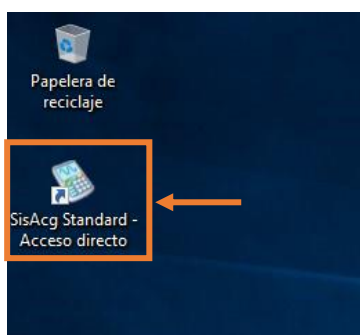 Papelera de
reciclaje
SisAcg Standard -
Acceso directo